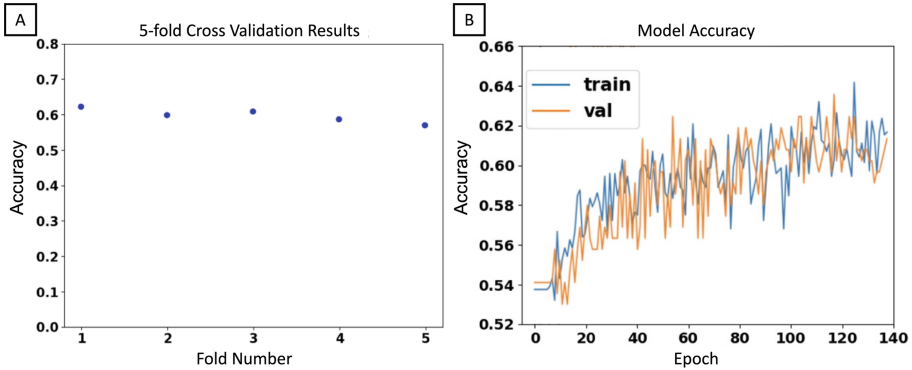 A
5-fold Cross Validation Results
0.8
0.7
0.6
0.5
0.4
0.3
0.2
0.1
0.0
Accuracy
1 2 3 4 5
Fold Number
B
Model Accuracy
0.66
0.64
0.62
0.60
0.58
0.56
0.54
0.52
Accuracy
train
val
0 20 40 60 80 100 120 140
Epoch